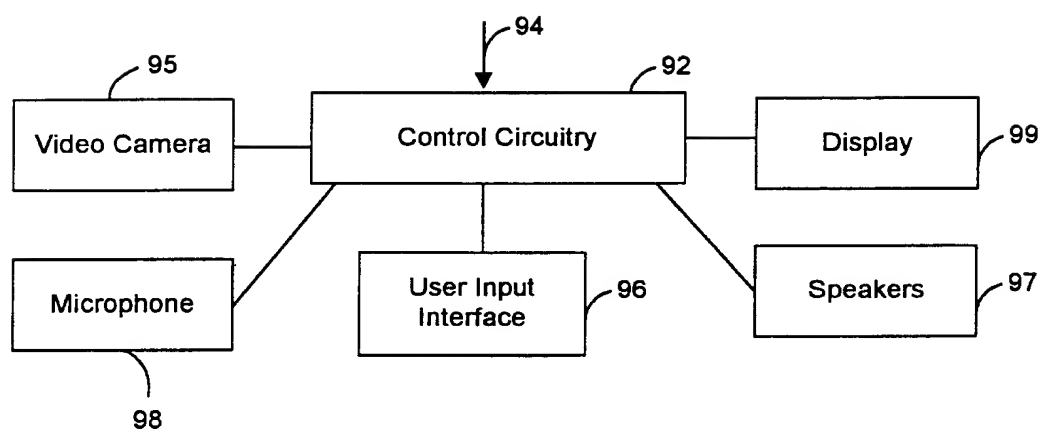 94
95
92
Video Camera
Control Circuitry
Display
99
Microphone
User Input
Interface
96
Speakers
97
98